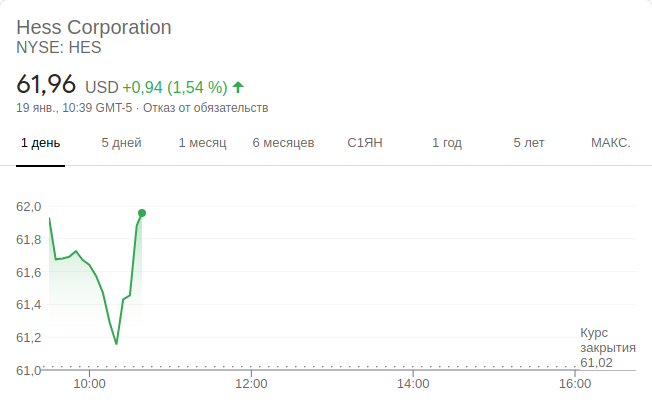 Hess Corporation
NYSE: HES
61,96 USD +0,94 (1,54 %)
19 янв., 10:39 GMT-5 · Отказ от обязательств
1 день 5 дней 1 месяц 6 месяцев С1ЯН 1 год 5 лет МАКС.
62,0
61,8
61,6
61,4
61,2
61,0
Курс
закрытия
61,02
10:00 12:00 14:00 16:00